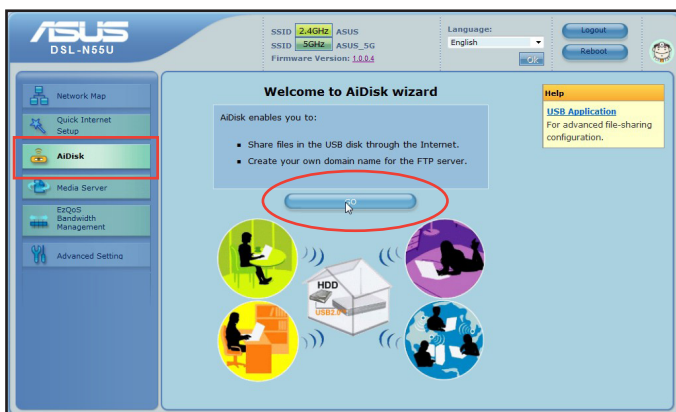 ASUS
DSL-N55U
SSID 2.4GHz ASUS
SSID 5GHz ASUS_5G
Firmware Version: 1.0.0.4
Language:
English
OK
Logout
Reboot
Network Map
Quick Internet
Setup
AiDisk
Media Server
EzQoS
Bandwidth
Management
Advanced Setting
Welcome to AiDisk wizard
AiDisk enables you to:
Share files in the USB disk through the Internet.
Create your own domain name for the FTP server.
GO
HDD
USB2.0
Help
USB Application
For advanced file-sharing
configuration.